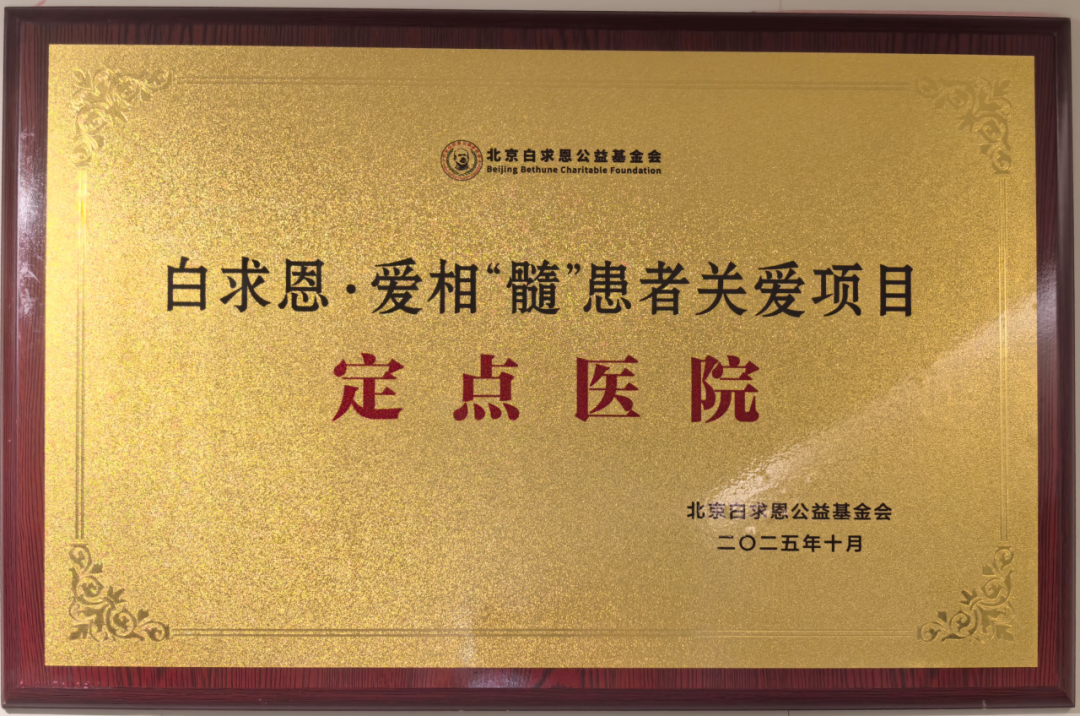 北京白求恩公益基金会
Beijing Bethune Charitable Foundation
白求恩·爱相“髓”患者关爱项目
定点医院
北京白求恩公益基金会
二〇二五年十月